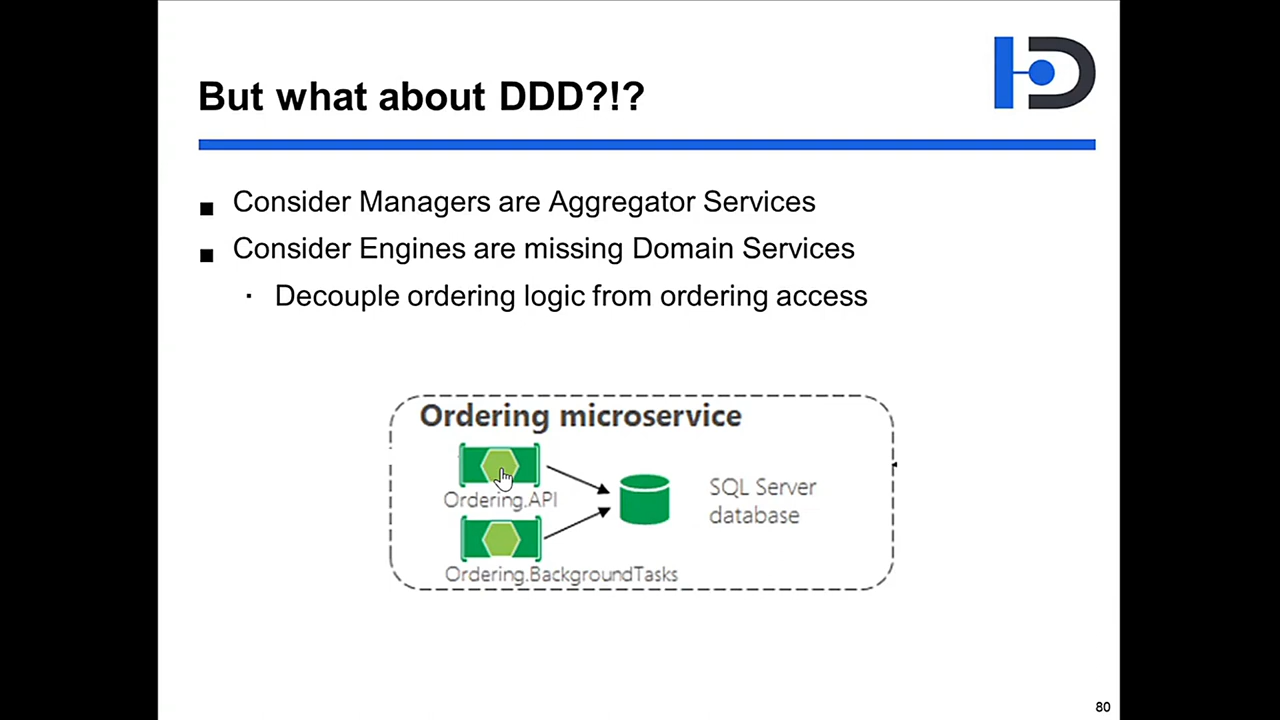 But what about DDD?!?
Consider Managers are Aggregator Services
Consider Engines are missing Domain Services
Decouple ordering logic from ordering access
Ordering microservice
Ordering.API
SQL Server
database
Ordering.BackgroundTasks
80